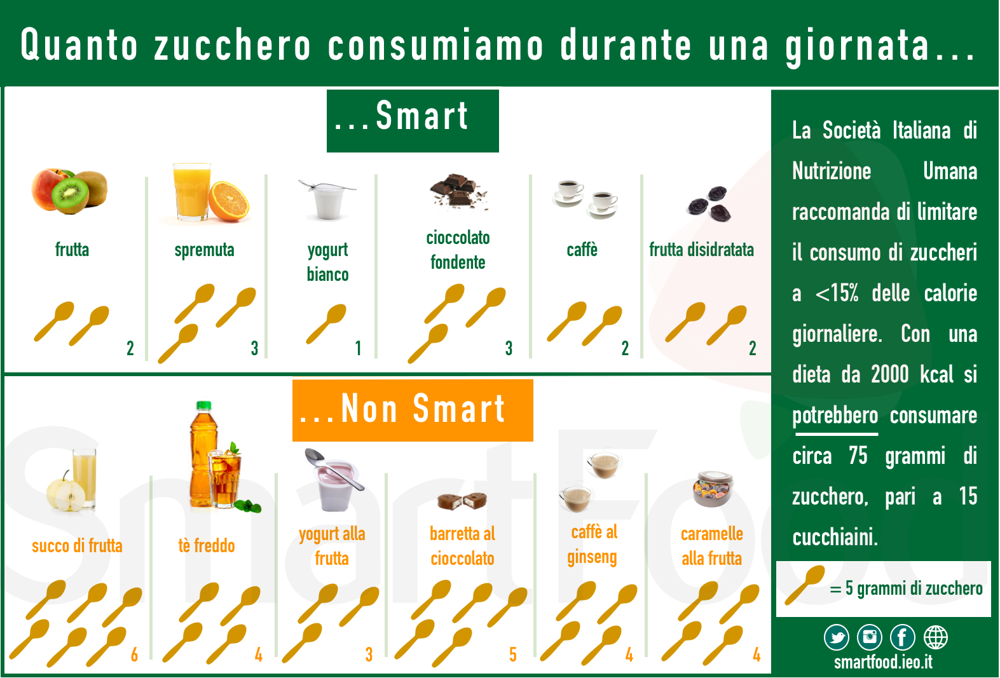 Quanto zucchero consumiamo durante una giornata...
...Smart
frutta
spremuta
yogurt
bianco
cioccolato
fondente
caffè
frutta disidratata
2
3
1
3
2
2
...Non Smart
succo di frutta
tè freddo
yogurt alla
frutta
barretta al
cioccolato
caffè al
ginseng
caramelle
alla frutta
6
4
3
5
4
4
La Società Italiana di
Nutrizione Umana
raccomanda di limitare
il consumo di zuccheri
a <15% delle calorie
giornaliere. Con una
dieta da 2000 kcal si
potrebbero consumare
circa 75 grammi di
zucchero, pari a 15
cucchiaini.
= 5 grammi di zucchero
smartfood.ieo.it
SmartFood